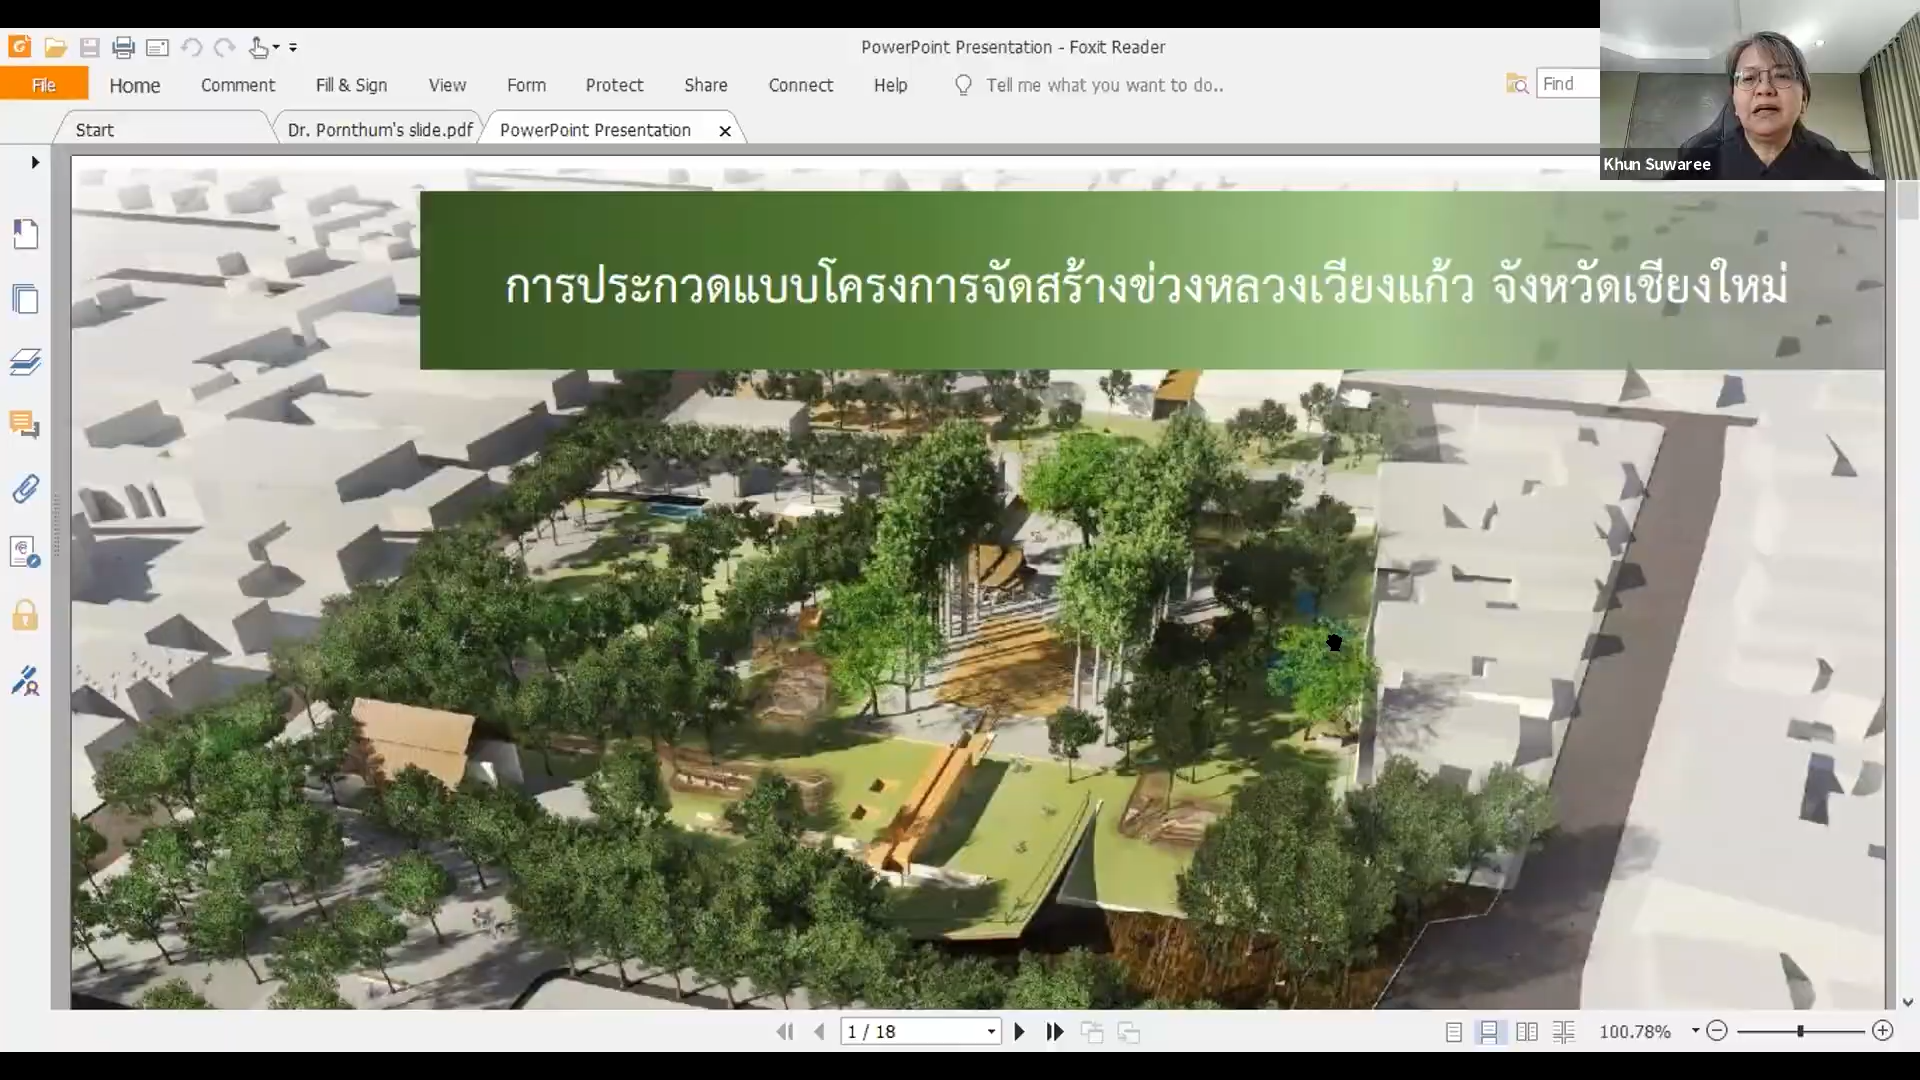 PowerPoint Presentation - Foxit Reader
File Home Comment Fill & Sign View Form Protect Share Connect Help Tell me what you want to do.. Find
Start Dr. Pornthum's slide.pdf PowerPoint Presentation
Khun Suwaree
การประกวดแบบโครงการจัดสร้างข่วงหลวงเวียงแก้ว จังหวัดเชียงใหม่
1 / 18 100.78%